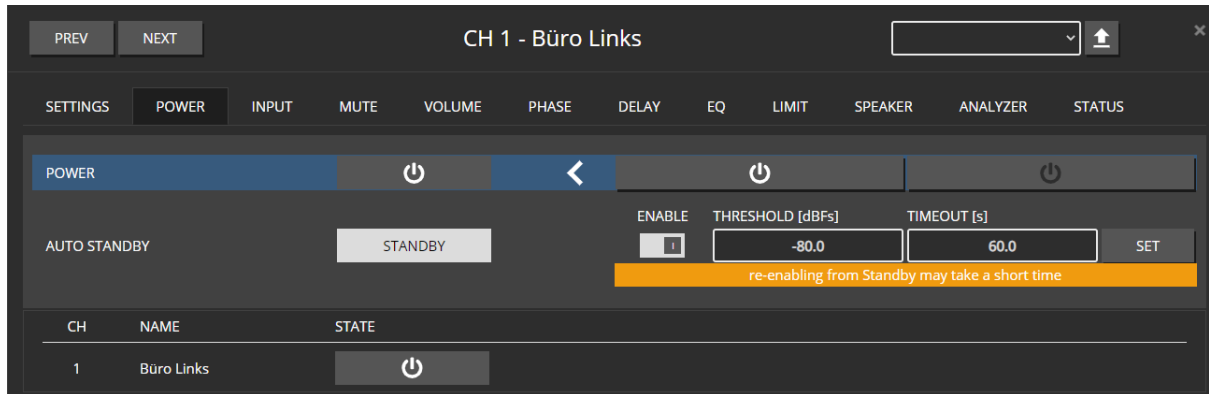 PREV NEXT CH 1 - Büro Links
SETTINGS POWER INPUT MUTE VOLUME PHASE DELAY EQ LIMIT SPEAKER ANALYZER STATUS
POWER
ENABLE THRESHOLD [dBFs] TIMEOUT [s]
AUTO STANDBY STANDBY -80.0 60.0 SET
re-enabling from Standby may take a short time
CH NAME STATE
1 Büro Links